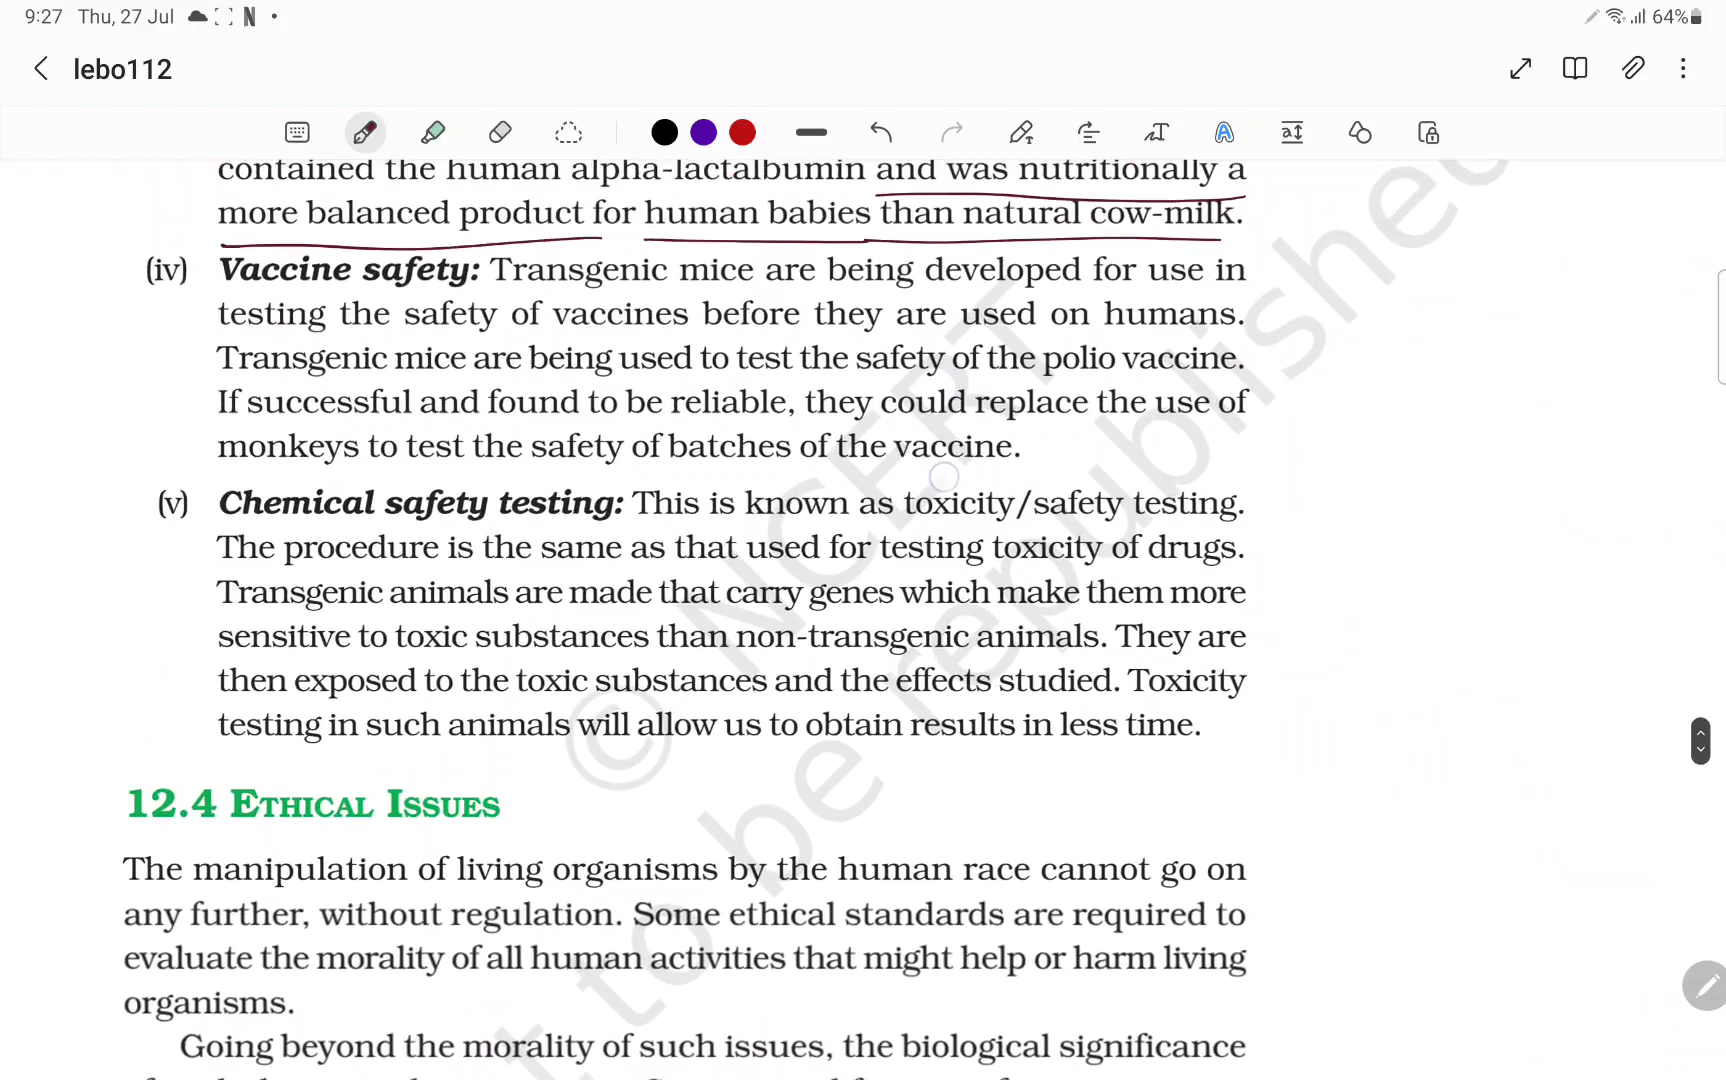 9:27 Thu, 27 Jul N 64%
lebo112
contained the human alpha-lactalbumin and was nutritionally a
more balanced product for human babies than natural cow-milk.
(iv) Vaccine safety: Transgenic mice are being developed for use in
testing the safety of vaccines before they are used on humans.
Transgenic mice are being used to test the safety of the polio vaccine.
If successful and found to be reliable, they could replace the use of
monkeys to test the safety of batches of the vaccine.
(v) Chemical safety testing: This is known as toxicity/safety testing.
The procedure is the same as that used for testing toxicity of drugs.
Transgenic animals are made that carry genes which make them more
sensitive to toxic substances than non-transgenic animals. They are
then exposed to the toxic substances and the effects studied. Toxicity
testing in such animals will allow us to obtain results in less time.
12.4 ETHICAL ISSUES
The manipulation of living organisms by the human race cannot go on
any further, without regulation. Some ethical standards are required to
evaluate the morality of all human activities that might help or harm living
organisms.
Going beyond the morality of such issues, the biological significance
© NCERT
to be republished